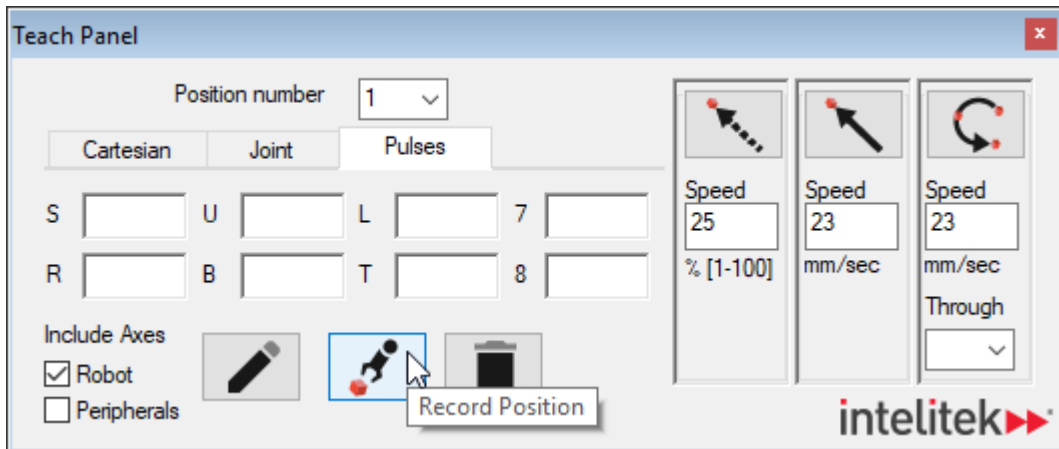 Teach Panel
x
Position number 1
Cartesian Joint Pulses
S U L 7
R B T 8
Include Axes
Robot
Peripherals
Record Position
Speed
25
% [1-100]
Speed
23
mm/sec
Speed
23
mm/sec
Through
intelitek